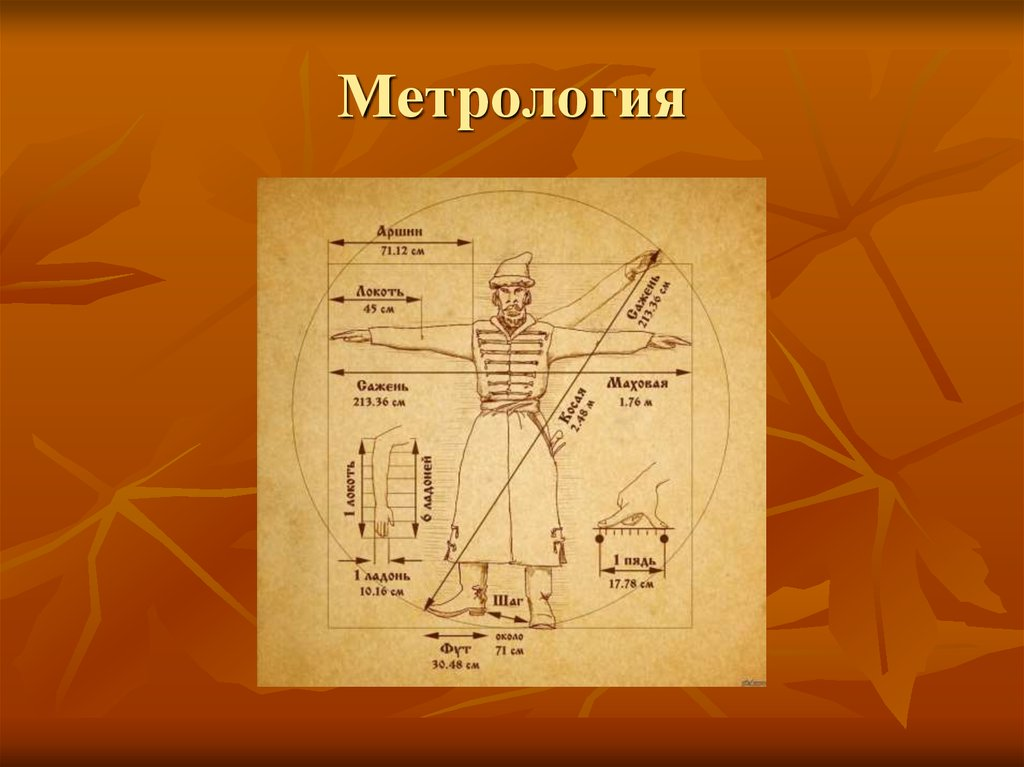 Метрология
Аршин
71.12 см
Локоть
45 см
Сажень
213.36 см
Сажень
213.36 см
Маховая
1.76 м
Косая
2.48 м
1 локоть
6 ладоней
1 ладонь
10.16 см
1 пядь
17.78 см
Шаг
около
71 см
Фут
30.48 см